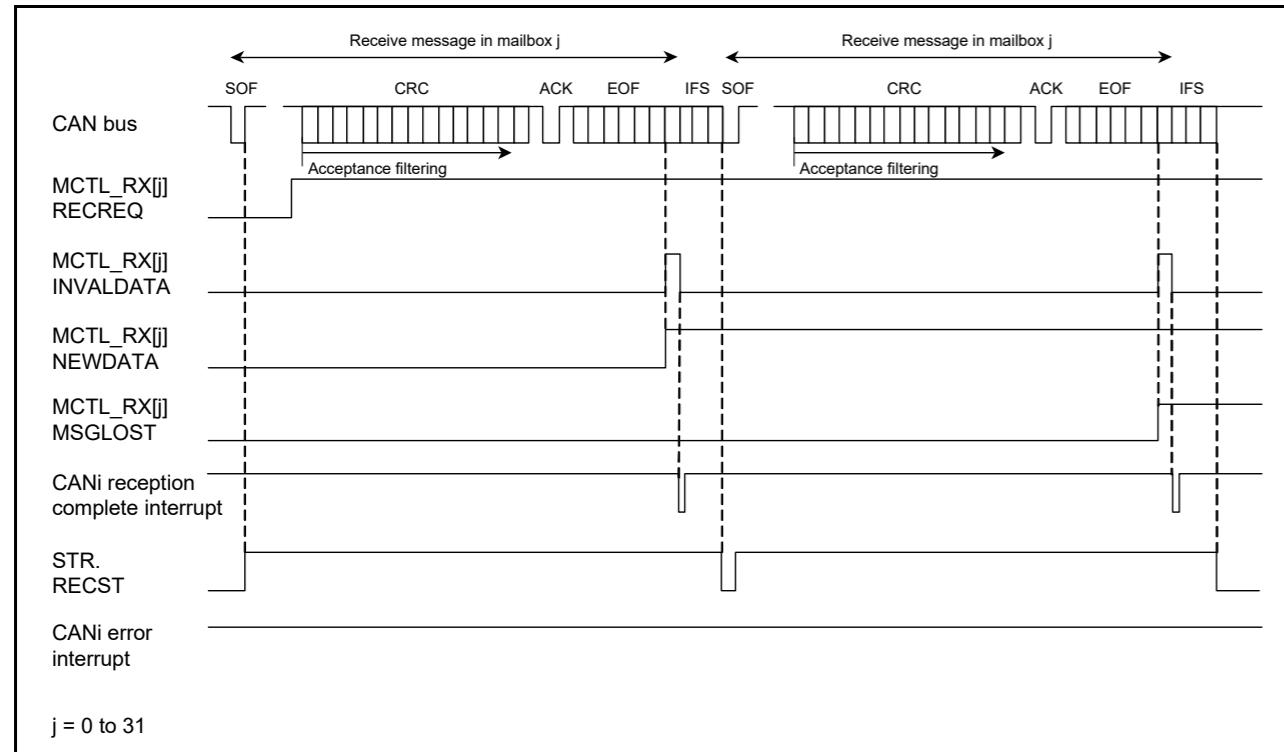 Receive message in mailbox j Receive message in mailbox j
SOF CRC ACK EOF IFS SOF CRC ACK EOF IFS
CAN bus
Acceptance filtering Acceptance filtering
MCTL_RX[j]
RECREQ
MCTL_RX[j]
INVALDATA
MCTL_RX[j]
NEWDATA
MCTL_RX[j]
MSGLOST
CANi reception
complete interrupt
STR.
RECST
CANi error
interrupt
j = 0 to 31